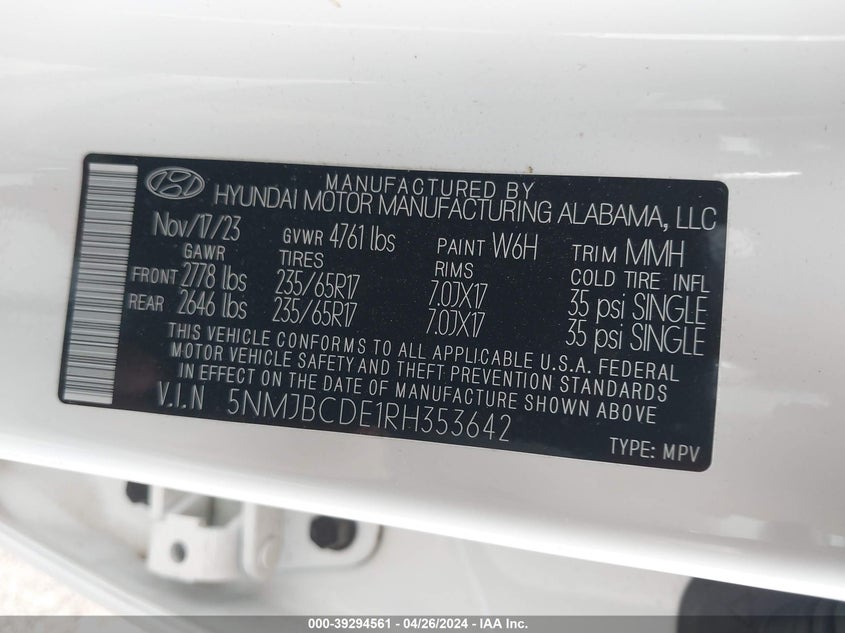 MANUFACTURED BY
HYUNDAI MOTOR MANUFACTURING ALABAMA, LLC
Nov/17/23 GVWR 4761 lbs PAINT W6H TRIM MMH
GAWR TIRES RIMS COLD TIRE INFL
FRONT 2778 lbs 235/65R17 7.0JX17 35 psi SINGLE
REAR 2646 lbs 235/65R17 7.0JX17 35 psi SINGLE
THIS VEHICLE CONFORMS TO ALL APPLICABLE U.S.A. FEDERAL
MOTOR VEHICLE SAFETY AND THEFT PREVENTION STANDARDS
IN EFFECT ON THE DATE OF MANUFACTURE SHOWN ABOVE
V.I.N 5NMJBCDE1RH353642
TYPE: MPV
000-39294561 - 04/26/2024 - IAA Inc.